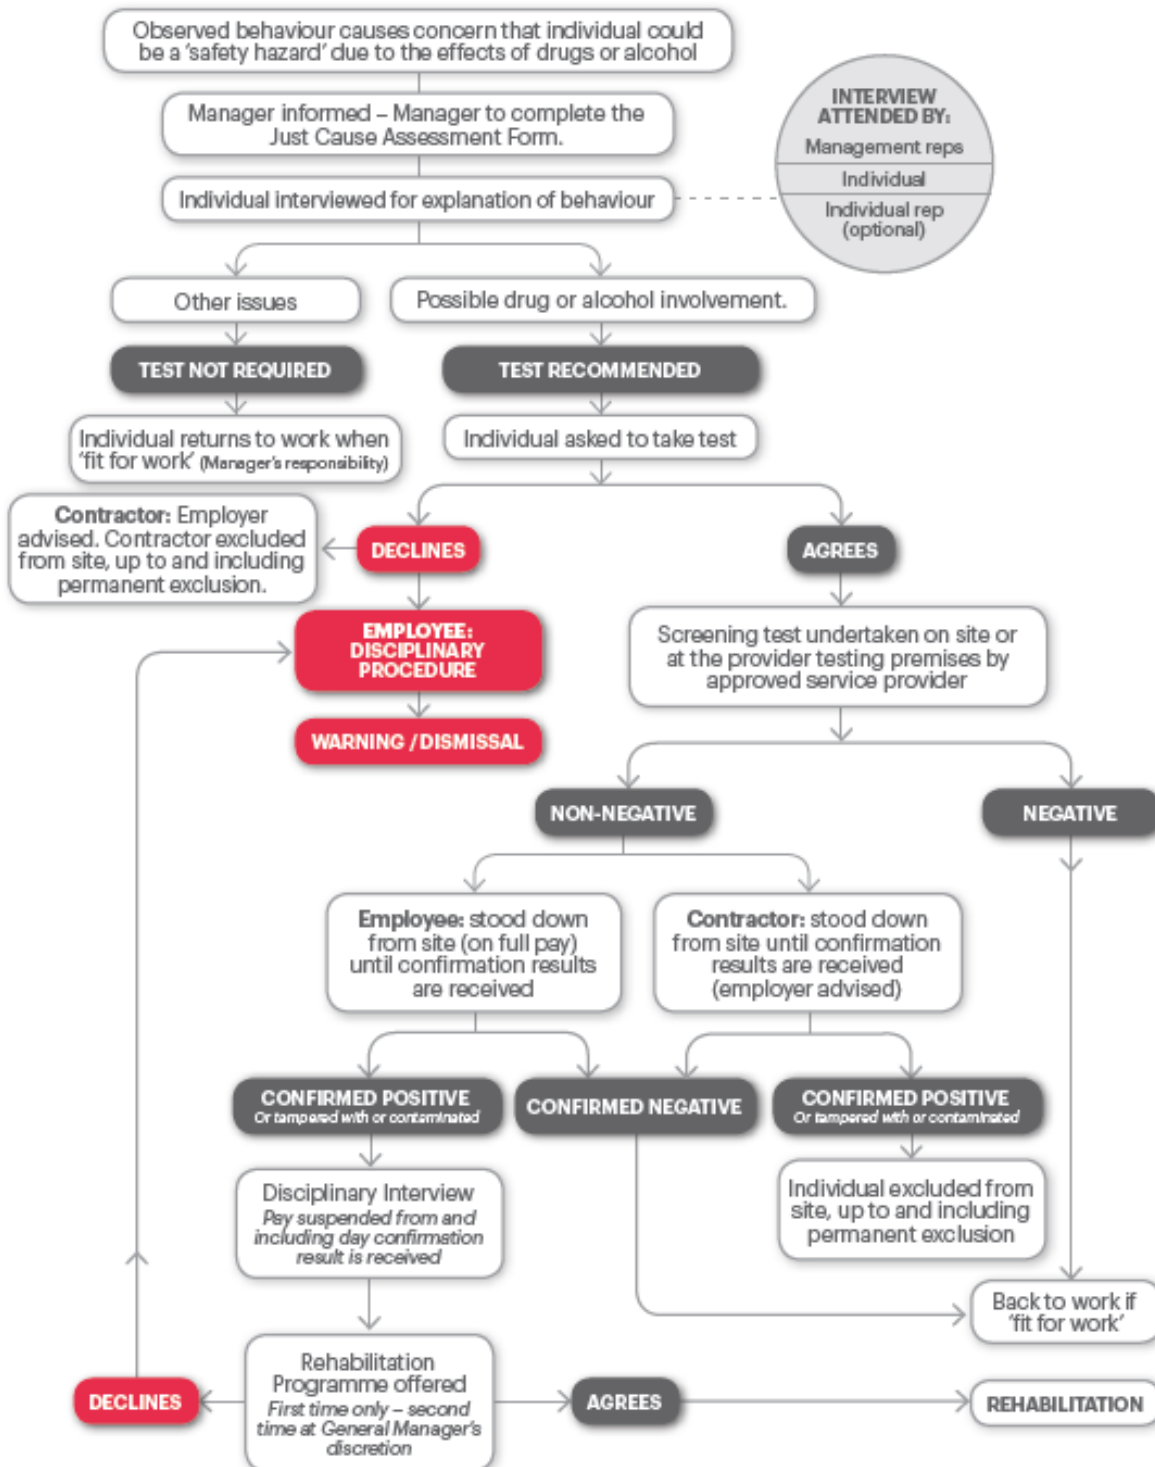 Observed behaviour causes concern that individual could
be a 'safety hazard' due to the effects of drugs or alcohol
Manager informed – Manager to complete the
Just Cause Assessment Form.
INTERVIEW
ATTENDED BY:
Management reps
Individual
Individual rep
(optional)
Individual interviewed for explanation of behaviour
Other issues
Possible drug or alcohol involvement.
TEST NOT REQUIRED
TEST RECOMMENDED
Individual returns to work when
'fit for work' (Manager's responsibility)
Individual asked to take test
Contractor: Employer
advised. Contractor excluded
from site, up to and including
permanent exclusion.
DECLINES
AGREES
EMPLOYEE:
DISCIPLINARY
PROCEDURE
WARNING / DISMISSAL
Screening test undertaken on site or
at the provider testing premises by
approved service provider
NON-NEGATIVE
NEGATIVE
Employee: stood down
from site (on full pay)
until confirmation results
are received
Contractor: stood down
from site until confirmation
results are received
(employer advised)
CONFIRMED POSITIVE
Or tampered with or contaminated
CONFIRMED NEGATIVE
CONFIRMED POSITIVE
Or tampered with or contaminated
Disciplinary Interview
Pay suspended from and
including day confirmation
result is received
Individual excluded from
site, up to and including
permanent exclusion
Back to work if
'fit for work'
Rehabilitation
Programme offered
First time only – second
time at General Manager's
discretion
DECLINES
AGREES
REHABILITATION